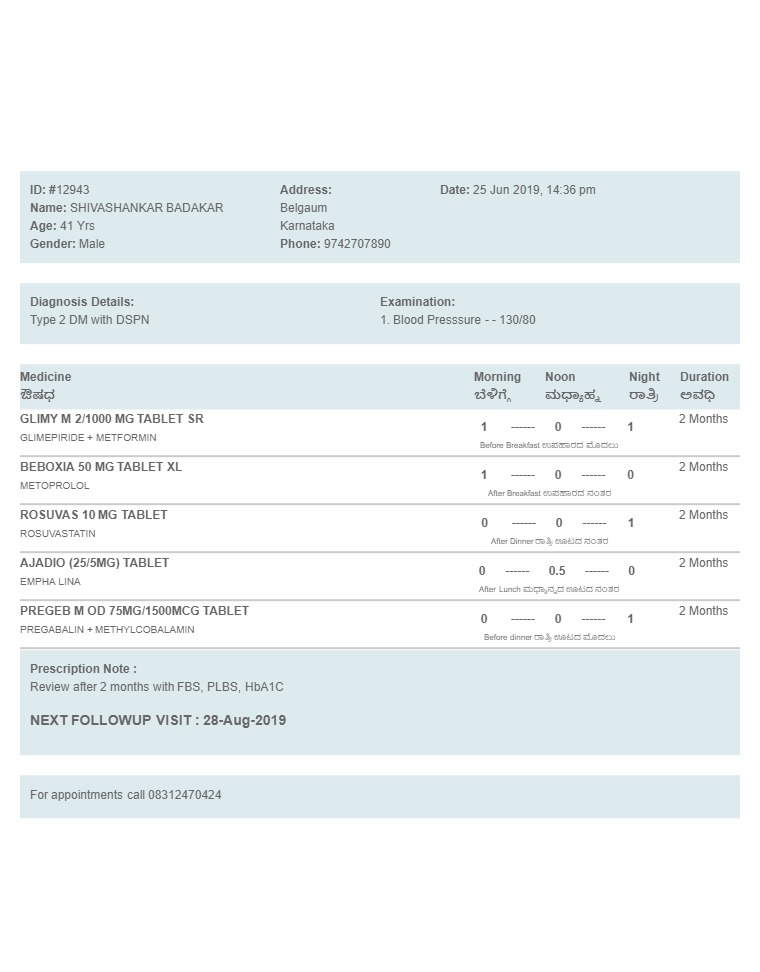 ID: #12943
Name: SHIVASHANKAR BADAKAR
Age: 41 Yrs
Gender: Male
Address:
Belgaum
Karnataka
Phone: 9742707890
Date: 25 Jun 2019, 14:36 pm
Diagnosis Details:
Type 2 DM with DSPN
Examination:
1. Blood Presssure - - 130/80
Medicine Morning Noon Night Duration
ಔಷಧ ಬೆಳಿಗ್ಗೆ ಮಧ್ಯಾಹ್ನ ರಾತ್ರಿ ಅವಧಿ
GLIMY M 2/1000 MG TABLET SR 2 Months
1 ------ 0 ------ 1
GLIMEPIRIDE + METFORMIN
Before Breakfast ಉಪಹಾರದ ಮೊದಲು
BEBOXIA 50 MG TABLET XL 2 Months
1 ------ 0 ------ 0
METOPROLOL
After Breakfast ಉಪಹಾರದ ನಂತರ
ROSUVAS 10 MG TABLET 2 Months
0 ------ 0 ------ 1
ROSUVASTATIN
After Dinner ರಾತ್ರಿ ಊಟದ ನಂತರ
AJADIO (25/5MG) TABLET 2 Months
0 ------ 0.5 ------ 0
EMPHA LINA
After Lunch ಮಧ್ಯಾನ್ನದ ಊಟದ ನಂತರ
PREGEB M OD 75MG/1500MCG TABLET 2 Months
0 ------ 0 ------ 1
PREGABALIN + METHYLCOBALAMIN
Before dinner ರಾತ್ರಿ ಊಟದ ಮೊದಲು
Prescription Note :
Review after 2 months with FBS, PLBS, HbA1C
NEXT FOLLOWUP VISIT : 28-Aug-2019
For appointments call 08312470424